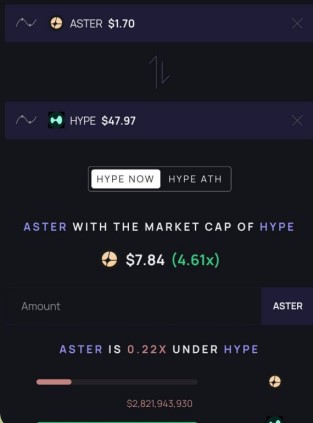 ASTER $1.70
HYPE $47.97
HYPE NOW HYPE ATH
ASTER WITH THE MARKET CAP OF HYPE
$7.84 (4.61x)
Amount ASTER
ASTER IS 0.22X UNDER HYPE
$2,821,943,930